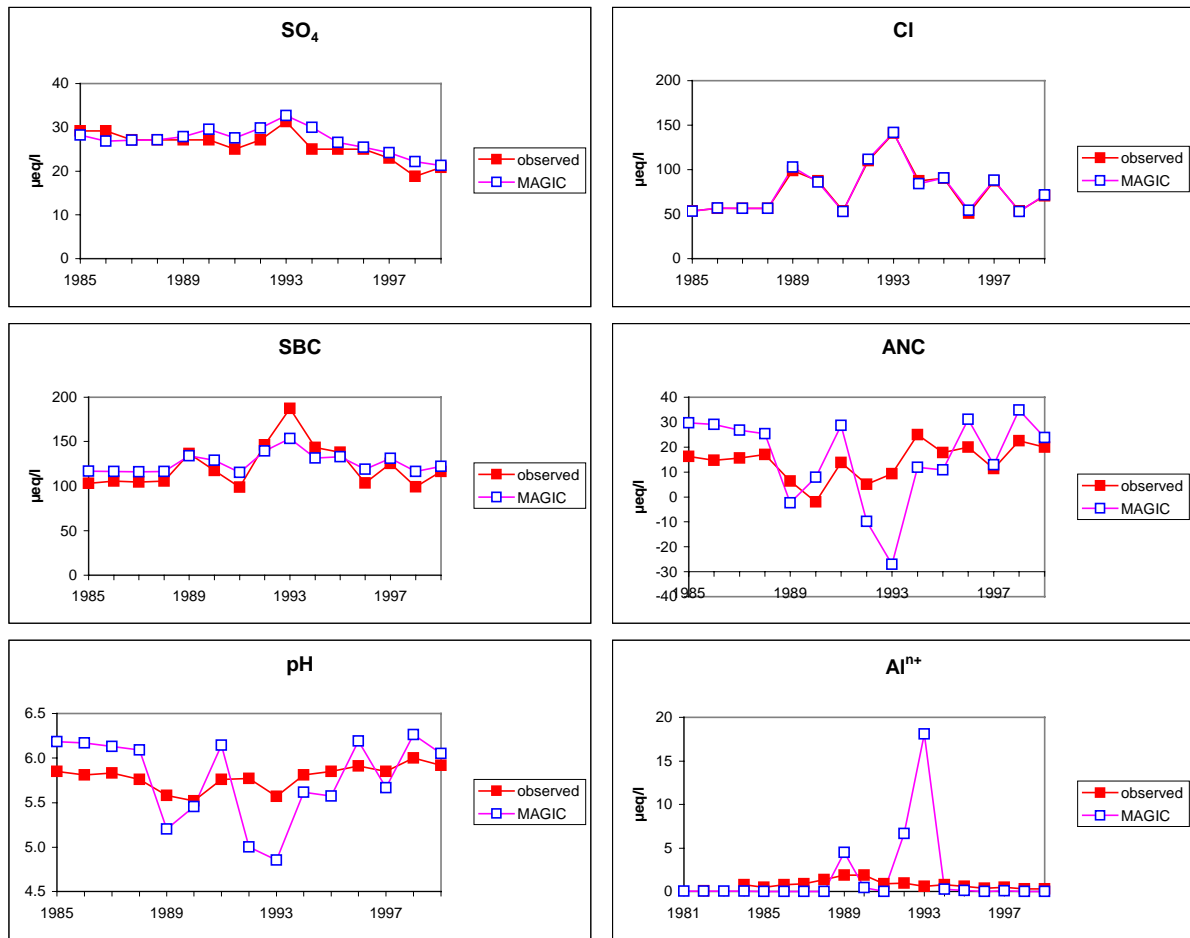 SO4
40
30
20
10
0
µeq/l
1985 1989 1993 1997
observed
MAGIC
Cl
200
150
100
50
0
µeq/l
1985 1989 1993 1997
observed
MAGIC
SBC
200
150
100
50
0
µeq/l
1985 1989 1993 1997
observed
MAGIC
ANC
40
30
20
10
0
-10
-20
-30
-40
µeq/l
1985 1989 1993 1997
observed
MAGIC
pH
6.5
6.0
5.5
5.0
4.5
1985 1989 1993 1997
observed
MAGIC
Aln+
20
15
10
5
0
µeq/l
1981 1985 1989 1993 1997
observed
MAGIC